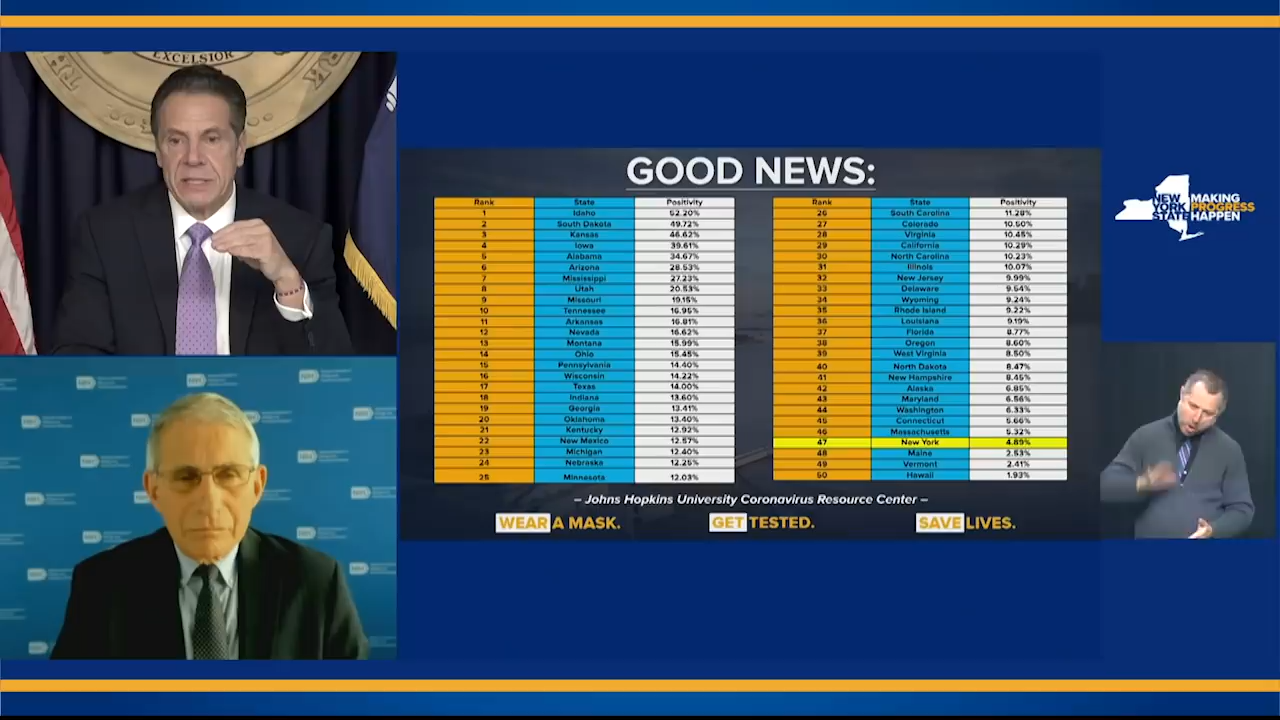 EXCELSIOR
GOOD NEWS:
Rank State Positivity
1 Idaho 52.20%
2 South Dakota 49.72%
3 Kansas 46.62%
4 Iowa 39.61%
5 Alabama 34.67%
6 Arizona 28.53%
7 Mississippi 27.23%
8 Utah 20.53%
9 Missouri 19.15%
10 Tennessee 16.95%
11 Arkansas 16.81%
12 Nevada 16.62%
13 Montana 15.99%
14 Ohio 15.45%
15 Pennsylvania 14.40%
16 Wisconsin 14.22%
17 Texas 14.00%
18 Indiana 13.60%
19 Georgia 13.41%
20 Oklahoma 13.40%
21 Kentucky 12.92%
22 New Mexico 12.57%
23 Michigan 12.40%
24 Nebraska 12.25%
25 Minnesota 12.03%
Rank State Positivity
26 South Carolina 11.28%
27 Colorado 10.50%
28 Virginia 10.45%
29 California 10.29%
30 North Carolina 10.23%
31 Illinois 10.07%
32 New Jersey 9.99%
33 Delaware 9.54%
34 Wyoming 9.24%
35 Rhode Island 9.22%
36 Louisiana 9.19%
37 Florida 8.77%
38 Oregon 8.60%
39 West Virginia 8.50%
40 North Dakota 8.47%
41 New Hampshire 8.45%
42 Alaska 6.85%
43 Maryland 6.56%
44 Washington 6.33%
45 Connecticut 5.66%
46 Massachusetts 5.32%
47 New York 4.89%
48 Maine 2.53%
49 Vermont 2.41%
50 Hawaii 1.93%
– Johns Hopkins University Coronavirus Resource Center –
WEAR A MASK. GET TESTED. SAVE LIVES.
NEW YORK STATE
MAKING
PROGRESS
HAPPEN
NIH